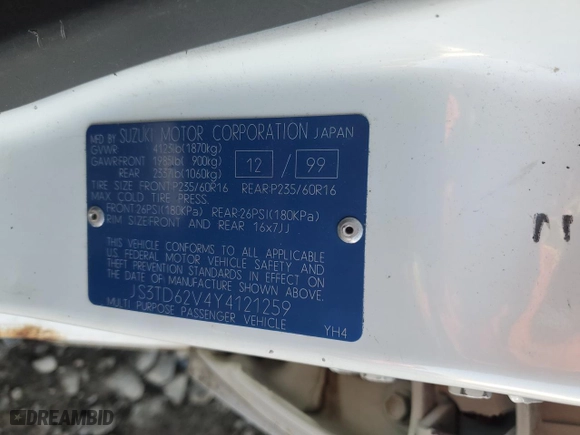 MFD BY SUZUKI MOTOR CORPORATION JAPAN
GVWR 4125lb(1870kg)
GAWR:FRONT 1985lb( 900kg) 12 / 99
REAR 2337lb(1060kg)
TIRE SIZE FRONT:P235/60R16 REAR:P235/60R16
MAX. COLD TIRE PRESS.
FRONT:26PSI(180KPa) REAR:26PSI(180KPa)
RIM SIZE:FRONT AND REAR 16x7JJ
THIS VEHICLE CONFORMS TO ALL APPLICABLE
U.S. FEDERAL MOTOR VEHICLE SAFETY AND
THEFT PREVENTION STANDARDS IN EFFECT ON
THE DATE OF MANUFACTURE SHOWN ABOVE.
JS3TD62V4Y4121259
MULTI PURPOSE PASSENGER VEHICLE
YH4
DREAMBID